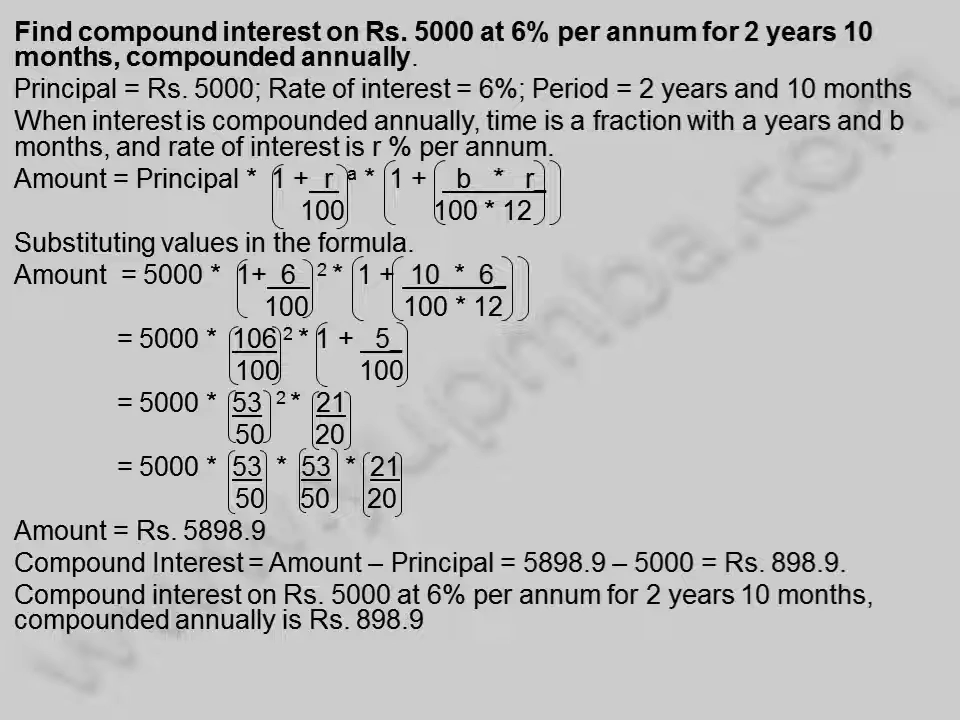 Find compound interest on Rs. 5000 at 6% per annum for 2 years 10
months, compounded annually.
Principal = Rs. 5000; Rate of interest = 6%; Period = 2 years and 10 months
When interest is compounded annually, time is a fraction with a years and b
months, and rate of interest is r % per annum.
Amount = Principal * ( 1 + r ) a * ( 1 + ( b * r ) )
100 100 * 12
Substituting values in the formula.
Amount = 5000 * ( 1+ 6 ) 2 * ( 1 + ( 10 * 6 ) )
100 100 * 12
= 5000 * ( 106 ) 2 * ( 1 + 5 )
100 100
= 5000 * ( 53 ) 2 * ( 21 )
50 20
= 5000 * ( 53 ) * ( 53 ) * ( 21 )
50 50 20
Amount = Rs. 5898.9
Compound Interest = Amount – Principal = 5898.9 – 5000 = Rs. 898.9.
Compound interest on Rs. 5000 at 6% per annum for 2 years 10 months,
compounded annually is Rs. 898.9
www.yupmba.com